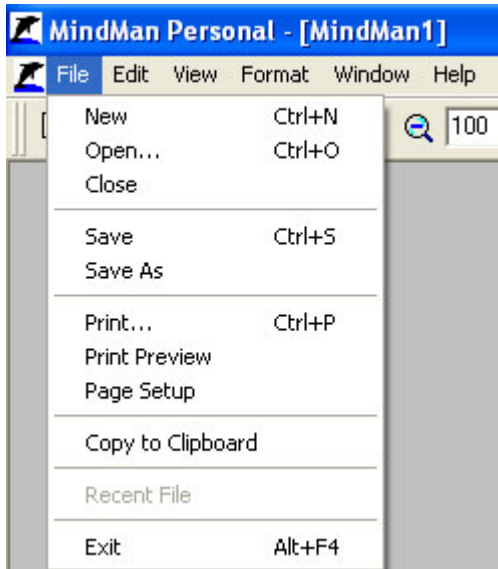 MindMan Personal - [MindMan1]
File Edit View Format Window Help
100
New Ctrl+N
Open... Ctrl+O
Close
Save Ctrl+S
Save As
Print... Ctrl+P
Print Preview
Page Setup
Copy to Clipboard
Recent File
Exit Alt+F4